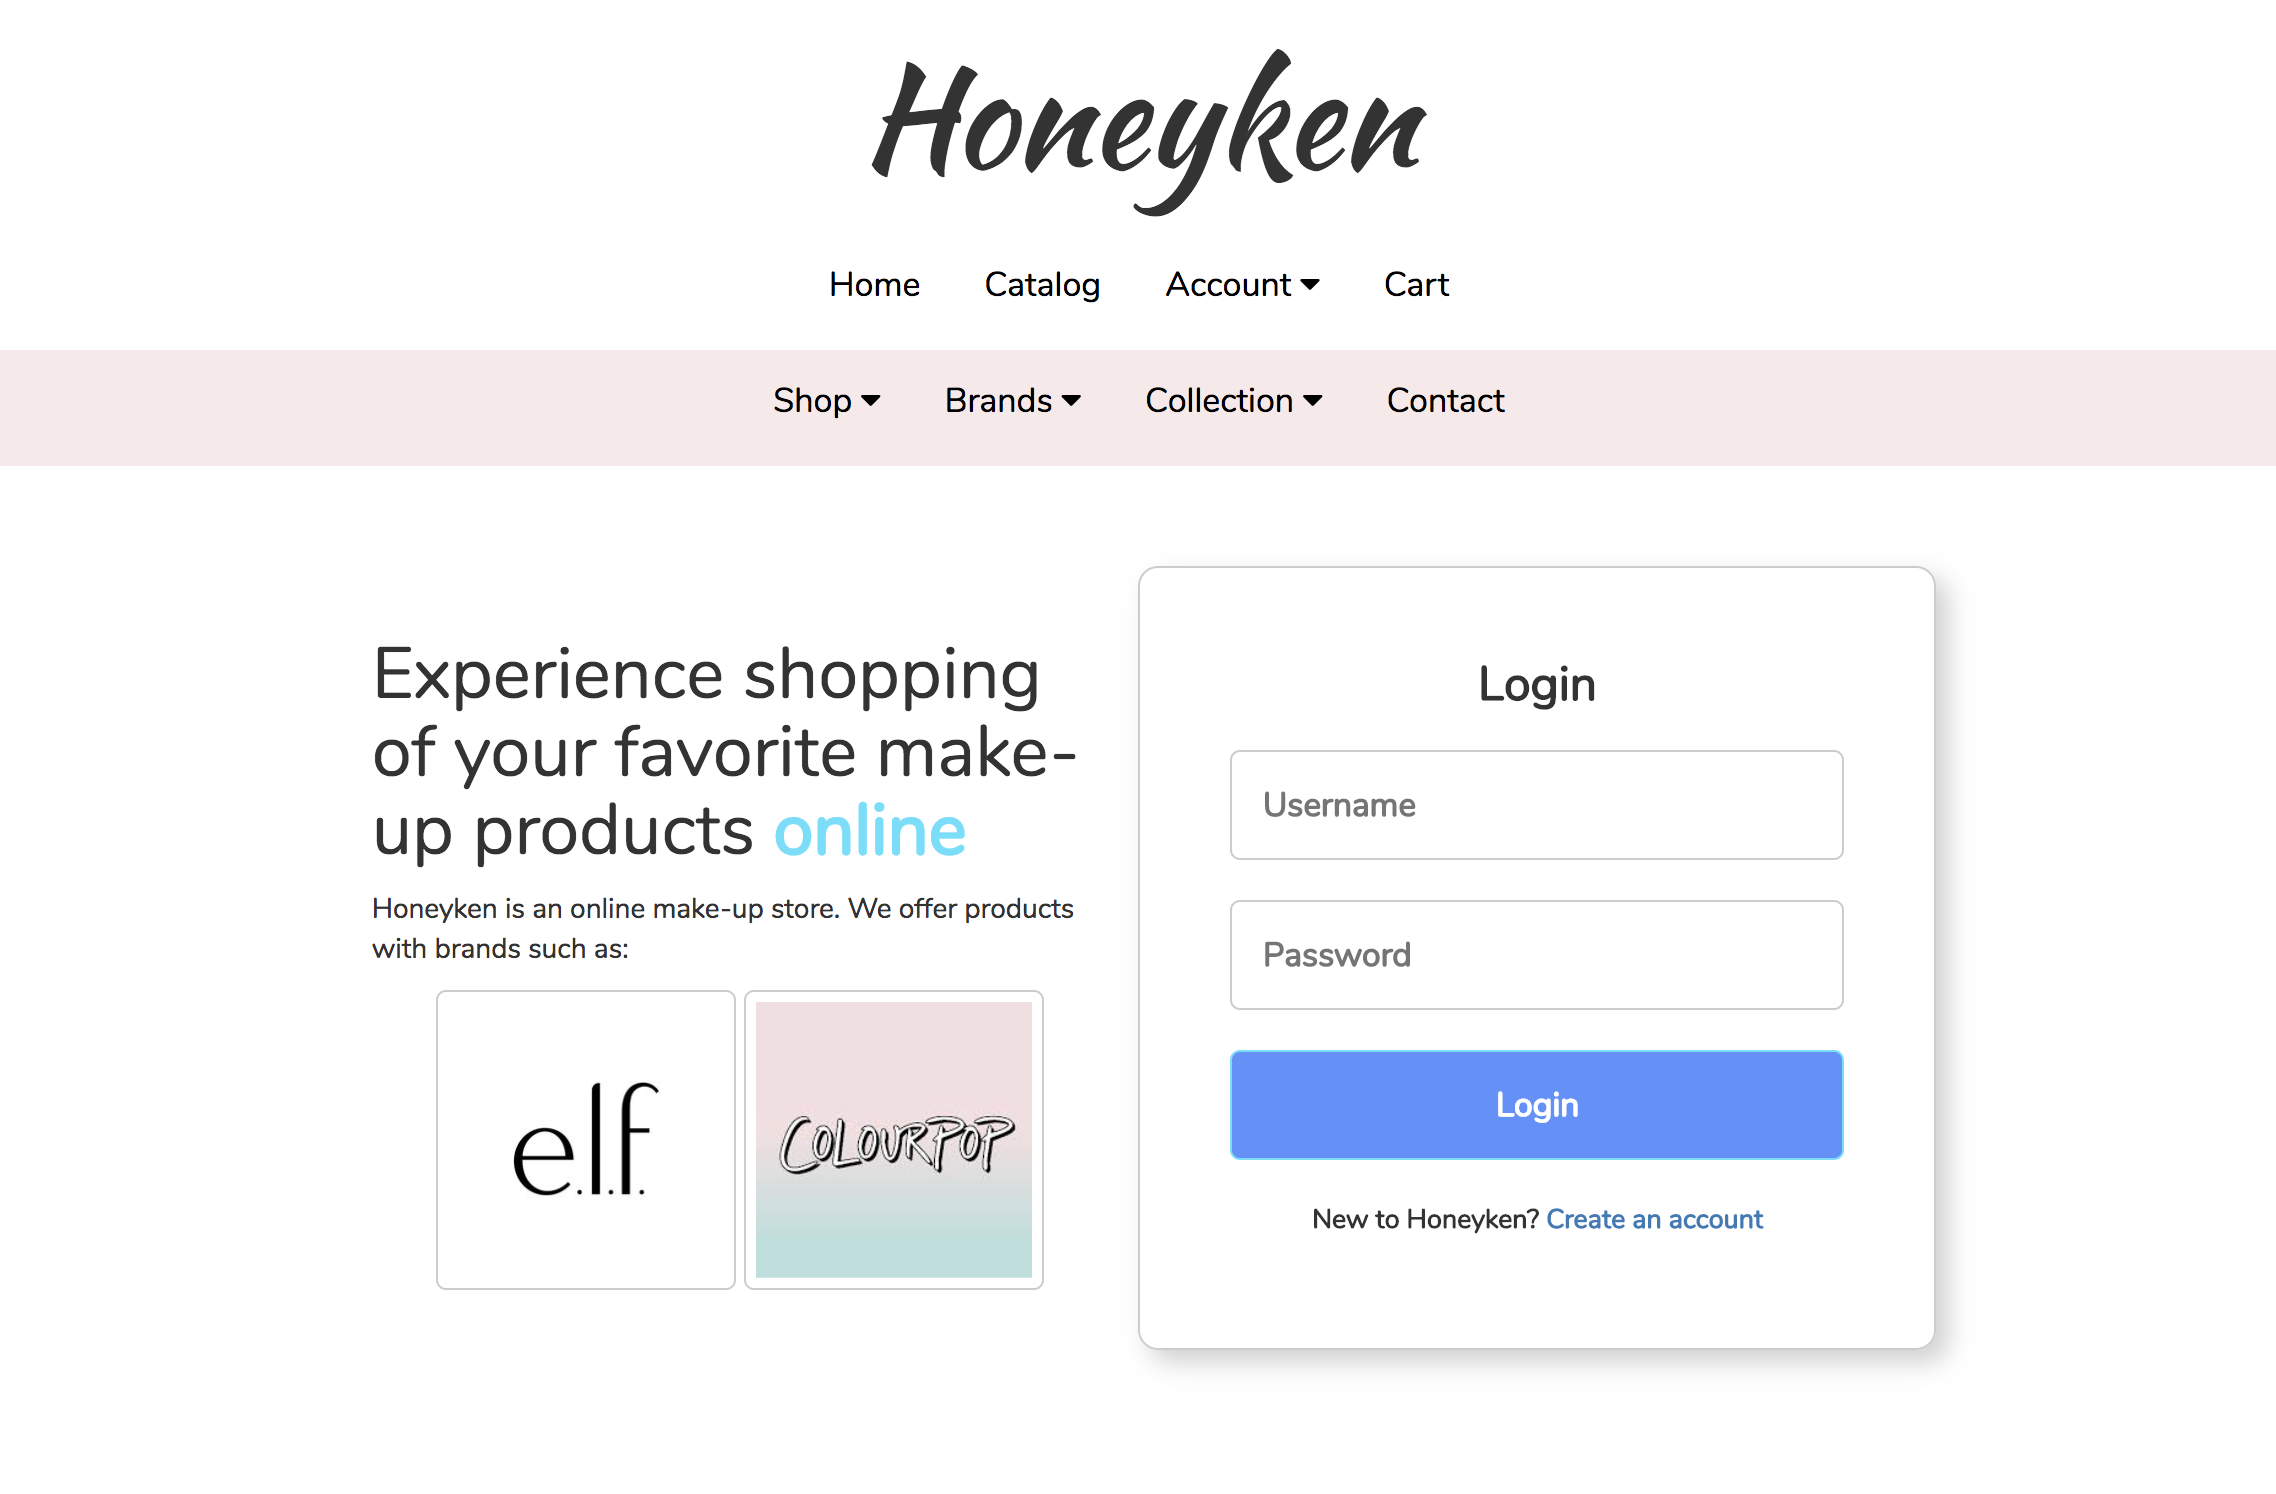 Honeyken
Home Catalog Account Cart
Shop Brands Collection Contact
Experience shopping
of your favorite make-
up products online
Honeyken is an online make-up store. We offer products
with brands such as:
e.l.f.
COLOURPOP
Login
Username
Password
Login
New to Honeyken? Create an account